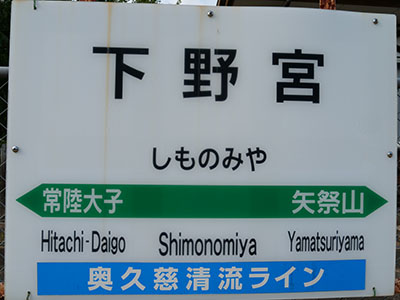 下野宮
しものみや
常陸大子 矢祭山
Hitachi-Daigo Shimonomiya Yamatsuriyama
奥久慈清流ライン